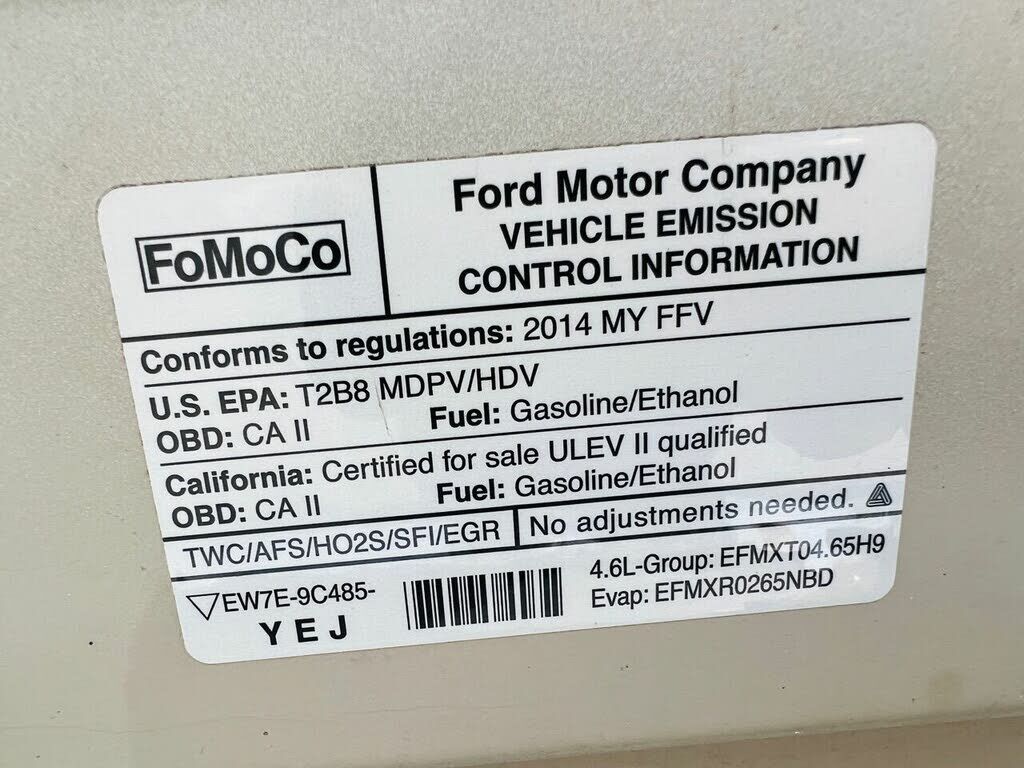 FoMoCo
Ford Motor Company
VEHICLE EMISSION
CONTROL INFORMATION
Conforms to regulations: 2014 MY FFV
U.S. EPA: T2B8 MDPV/HDV
OBD: CA II Fuel: Gasoline/Ethanol
California: Certified for sale ULEV II qualified
OBD: CA II Fuel: Gasoline/Ethanol
TWC/AFS/HO2S/SFI/EGR No adjustments needed.
EW7E-9C485-
YEJ
4.6L-Group: EFMXT04.65H9
Evap: EFMXR0265NBD